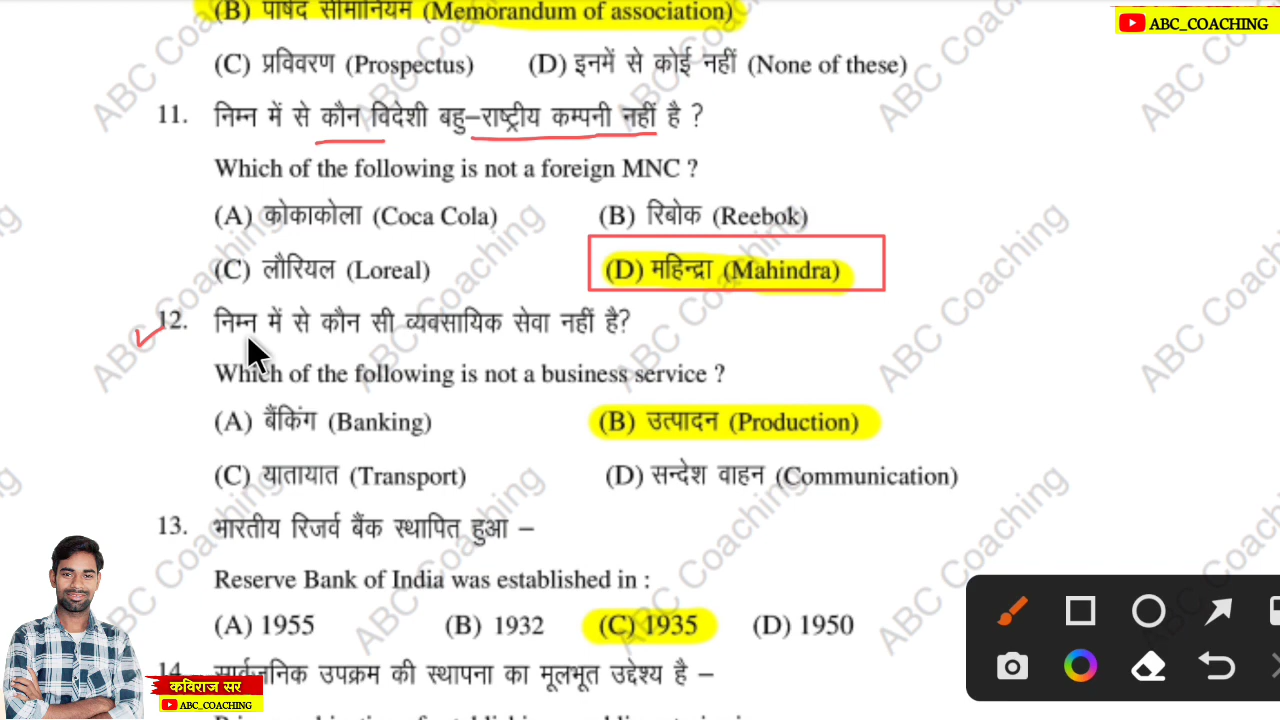 (B) पार्षद सीमानियम (Memorandum of association)
ABC_COACHING
(C) प्रविवरण (Prospectus) (D) इनमें से कोई नहीं (None of these)
11. निम्न में से कौन विदेशी बहु-राष्ट्रीय कम्पनी नहीं है ?
Which of the following is not a foreign MNC ?
(A) कोकाकोला (Coca Cola) (B) रिबोक (Reebok)
(C) लौरियल (Loreal) (D) महिन्द्रा (Mahindra)
12. निम्न में से कौन सी व्यवसायिक सेवा नहीं है?
Which of the following is not a business service ?
(A) बैंकिंग (Banking) (B) उत्पादन (Production)
(C) यातायात (Transport) (D) सन्देश वाहन (Communication)
13. भारतीय रिजर्व बैंक स्थापित हुआ –
Reserve Bank of India was established in :
(A) 1955 (B) 1932 (C) 1935 (D) 1950
14. सार्वजनिक उपक्रम की स्थापना का मूलभूत उद्देश्य है –
कविराज सर
ABC_COACHING
ABC Coaching